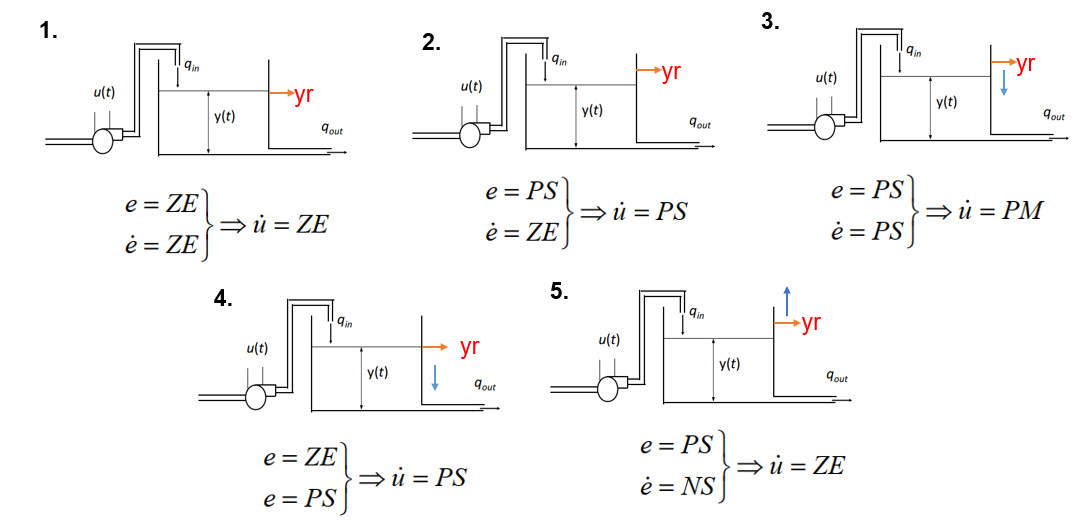 1.
u(t)
q_in
yr
y(t)
q_out
e = ZE
ė = ZE } ⇒ u̇ = ZE
2.
u(t)
q_in
yr
y(t)
q_out
e = PS
ė = ZE } ⇒ u̇ = PS
3.
u(t)
q_in
yr
y(t)
q_out
e = PS
ė = PS } ⇒ u̇ = PM
4.
u(t)
q_in
yr
y(t)
q_out
e = ZE
e = PS } ⇒ u̇ = PS
5.
u(t)
q_in
yr
y(t)
q_out
e = PS
ė = NS } ⇒ u̇ = ZE